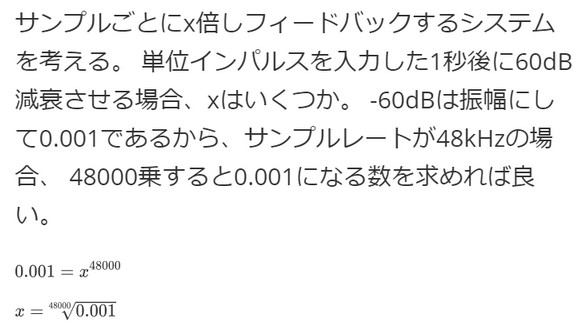 サンプルごとにx倍しフィードバックするシステム
を考える。 単位インパルスを入力した1秒後に60dB
減衰させる場合、xはいくつか。 -60dBは振幅にし
て0.001であるから、サンプルレートが48kHzの場
合、 48000乗すると0.001になる数を求めれば良
い。
0.001 = x^{48000}
x = \sqrt[48000]{0.001}